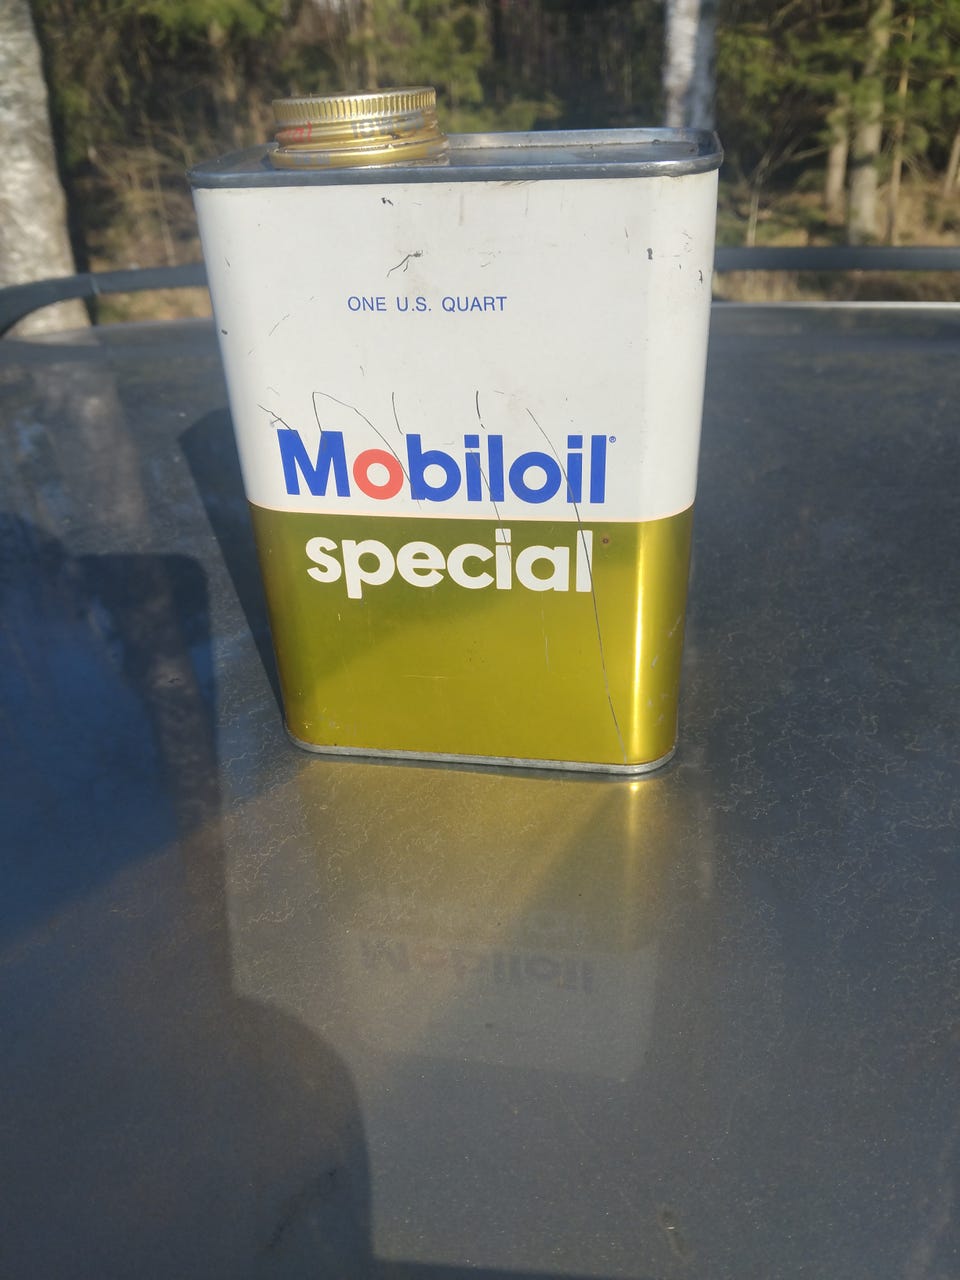 ONE U.S. QUART
Mobiloil®
special